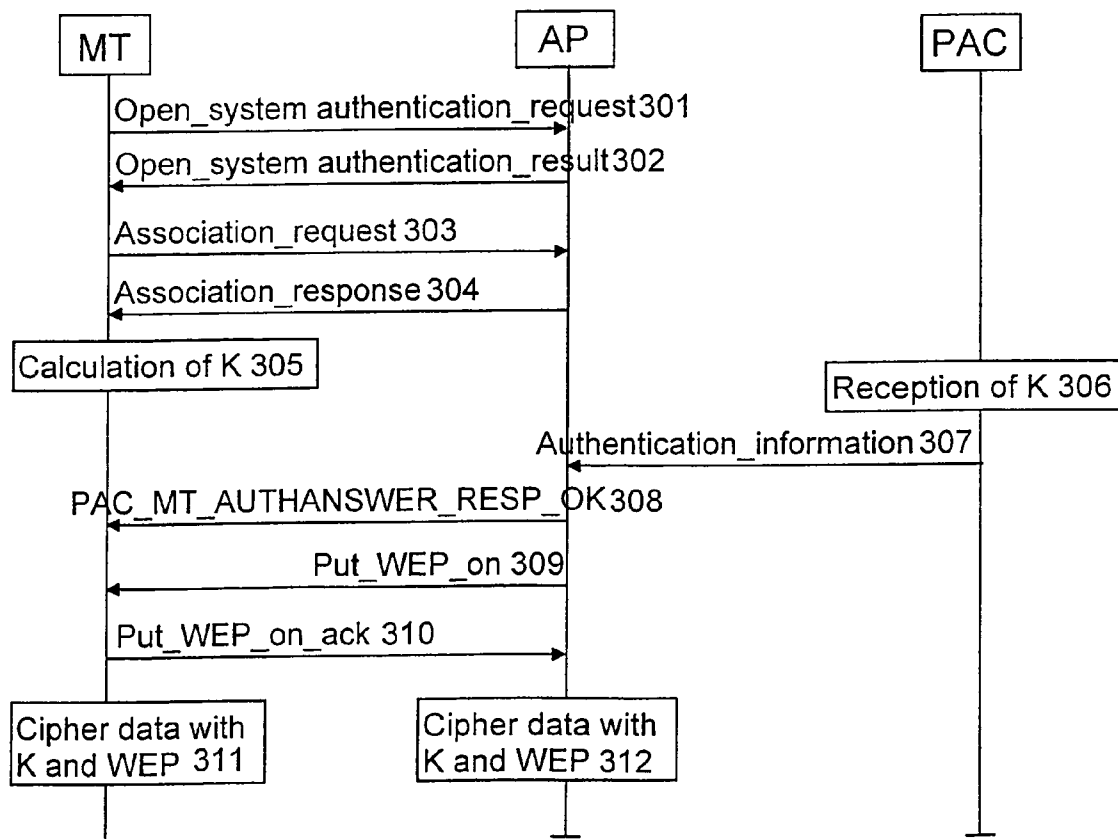 MT
AP
PAC
Open_system authentication_request 301
Open_system authentication_result 302
Association_request 303
Association_response 304
Calculation of K 305
Reception of K 306
Authentication_information 307
PAC_MT_AUTHANSWER_RESP_OK 308
Put_WEP_on 309
Put_WEP_on_ack 310
Cipher data with
K and WEP 311
Cipher data with
K and WEP 312